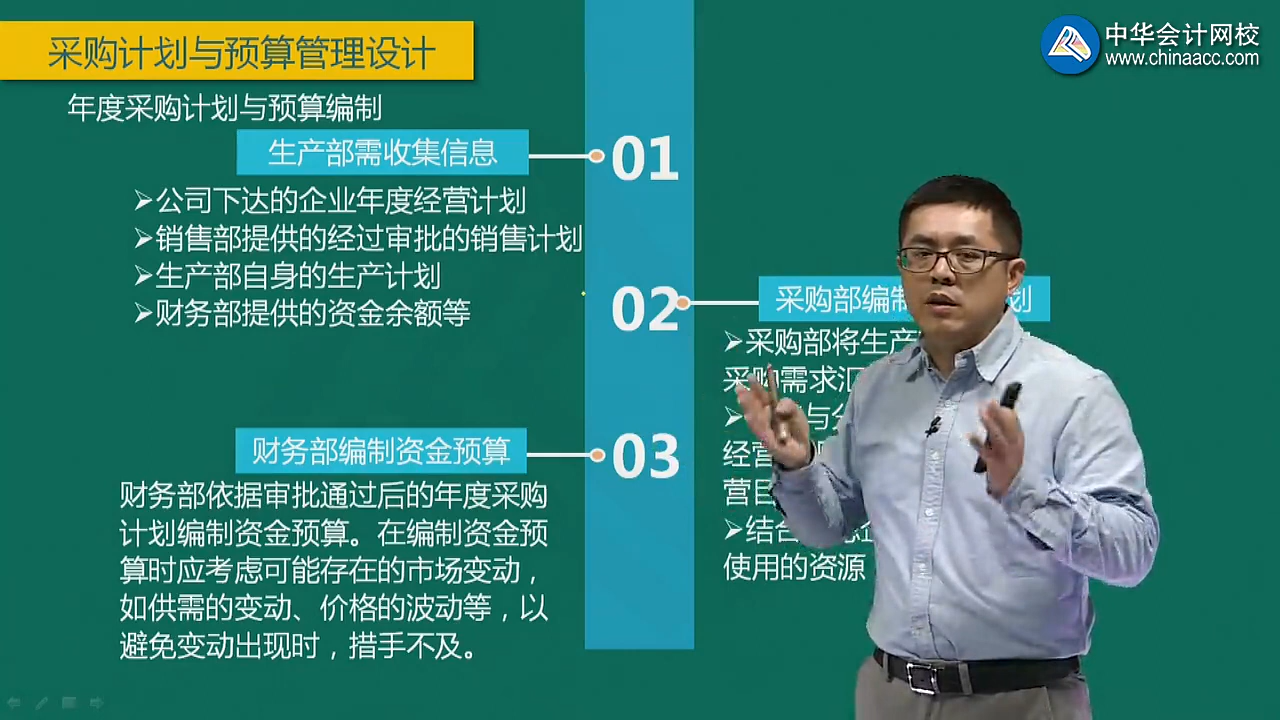 采购计划与预算管理设计
中华会计网校
www.chinaacc.com
年度采购计划与预算编制
生产部需收集信息
01
➢公司下达的企业年度经营计划
➢销售部提供的经过审批的销售计划
➢生产部自身的生产计划
➢财务部提供的资金余额等
02
采购部编制
划
➢采购部将生产
采购需求汇
➢
与分
经营
营目
➢结合
使用的资源
财务部编制资金预算
03
财务部依据审批通过后的年度采购
计划编制资金预算。在编制资金预
算时应考虑可能存在的市场变动，
如供需的变动、价格的波动等，以
避免变动出现时，措手不及。